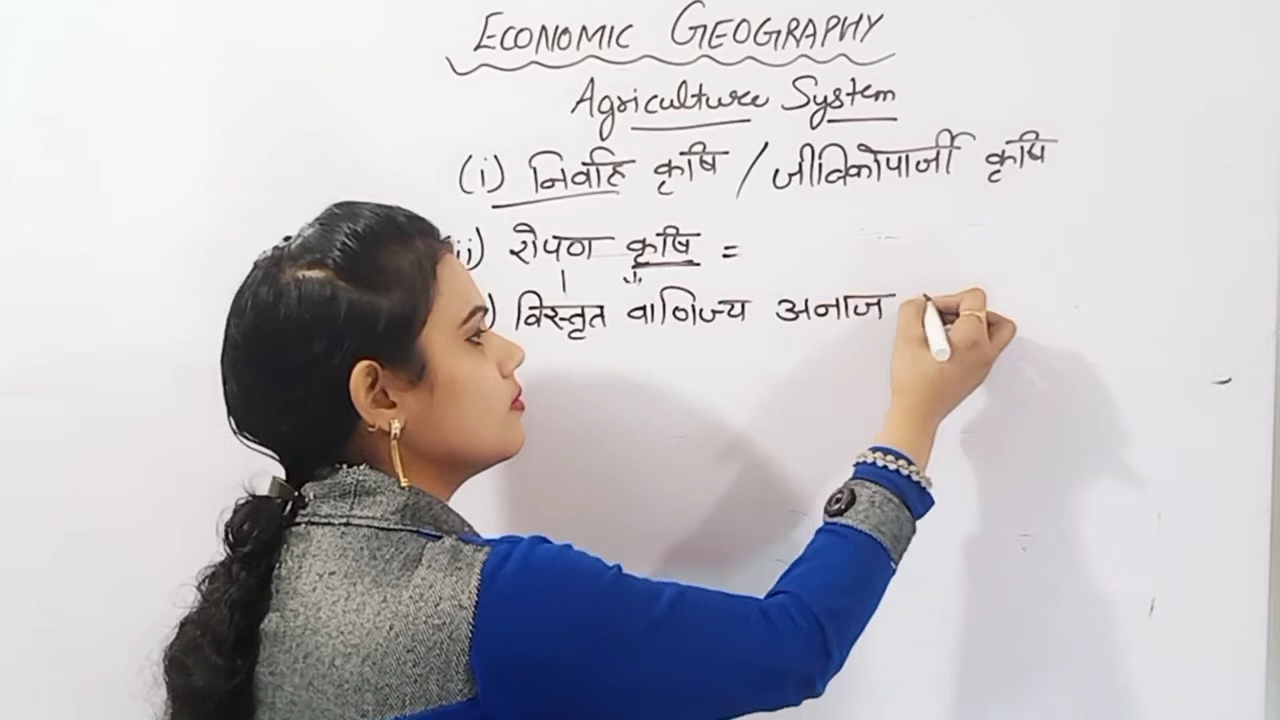 ECONOMIC GEOGRAPHY
Agriculture System
(i) निर्वाह कृषि / जीविकोपार्जी कृषि
ii) रोपण कृषि =
) विस्तृत वाणिज्य अनाज